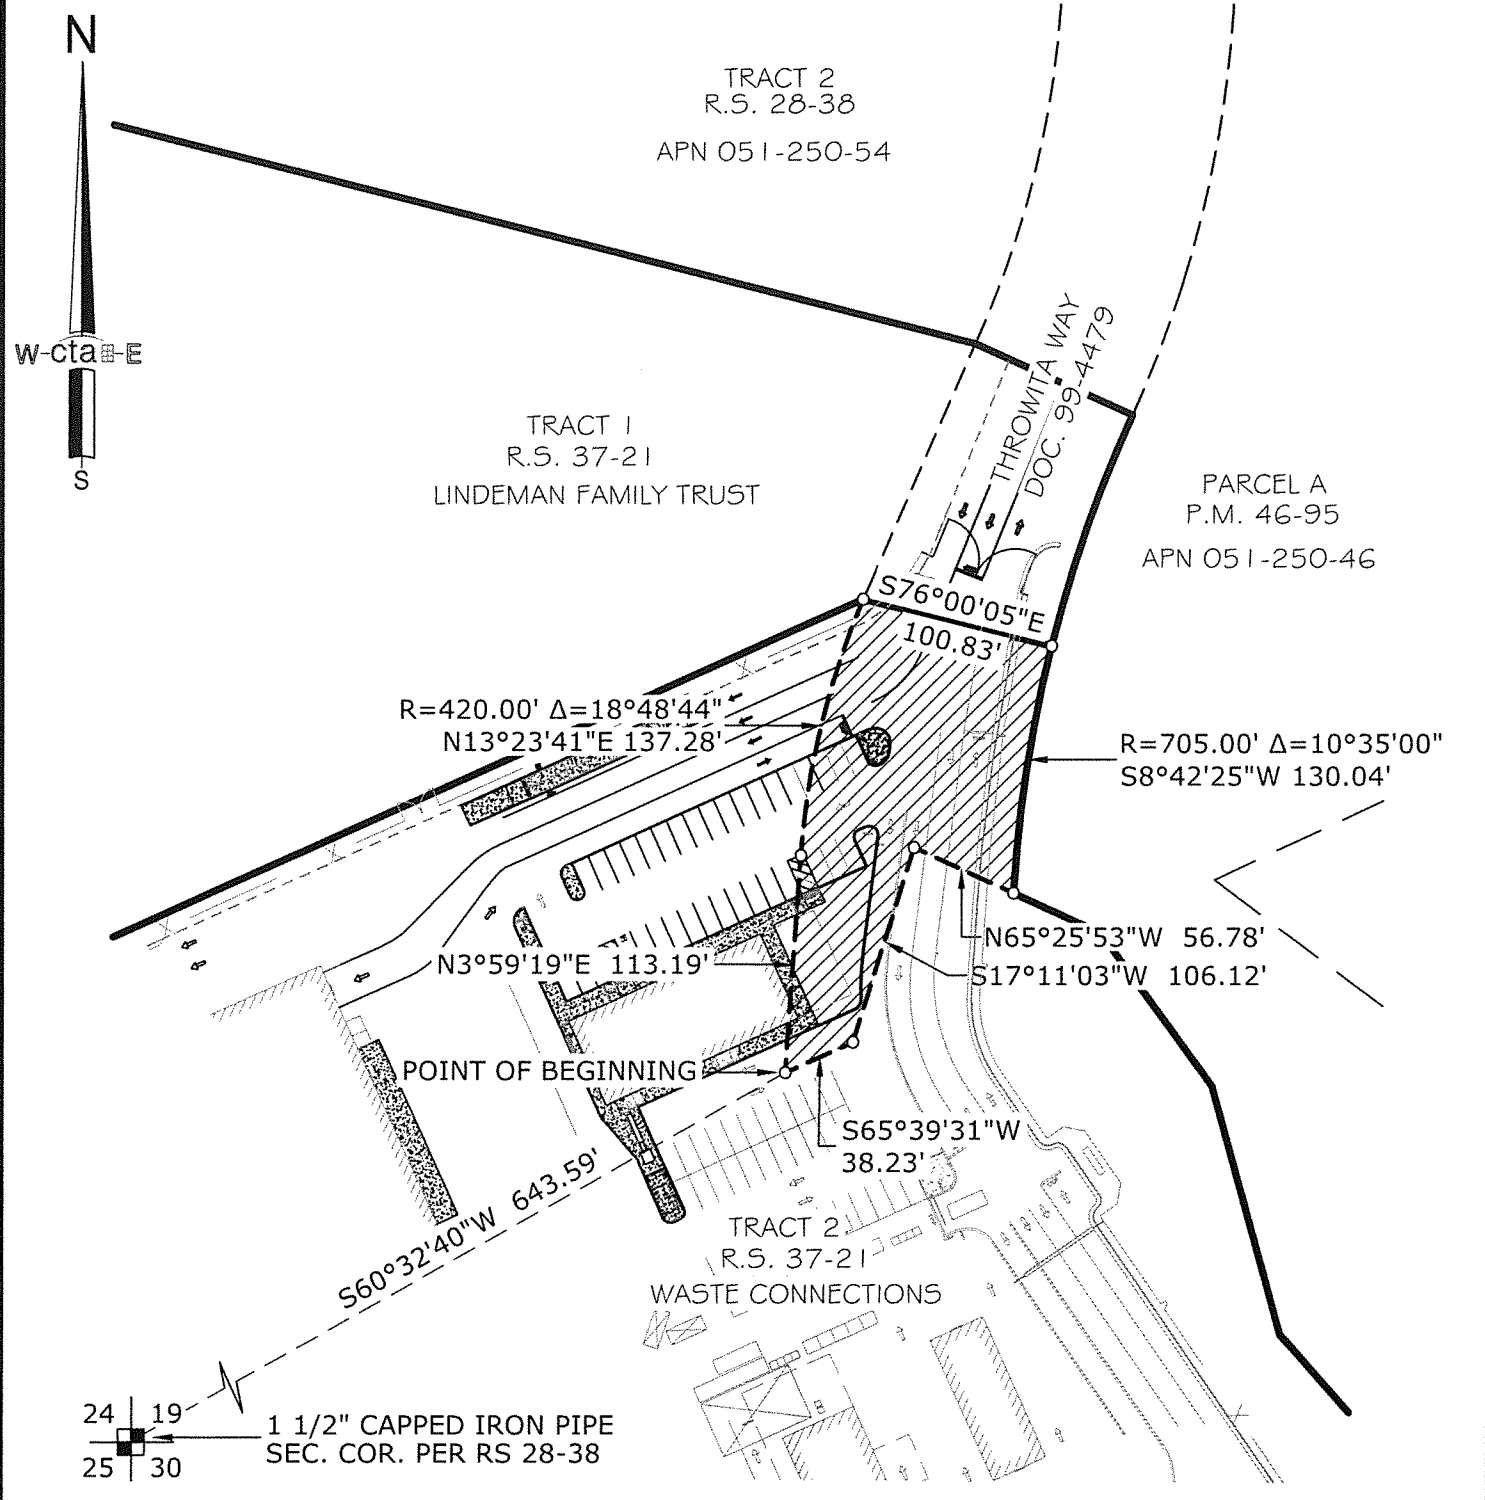 N
TRACT 2
R.S. 28-38
APN 051-250-54
W-cta-E
S
THROWITA WAY
DOC. 99-4479
TRACT 1
R.S. 37-21
LINDEMAN FAMILY TRUST
PARCEL A
P.M. 46-95
APN 051-250-46
S76°00'05"E
100.83'
R=420.00' Δ=18°48'44"
N13°23'41"E 137.28'
R=705.00' Δ=10°35'00"
S8°42'25"W 130.04'
N65°25'53"W 56.78'
N3°59'19"E 113.19'
S17°11'03"W 106.12'
POINT OF BEGINNING
S65°39'31"W
38.23'
S60°32'40"W 643.59'
TRACT 2
R.S. 37-21
WASTE CONNECTIONS
24 19
25 30
1 1/2" CAPPED IRON PIPE
SEC. COR. PER RS 28-38